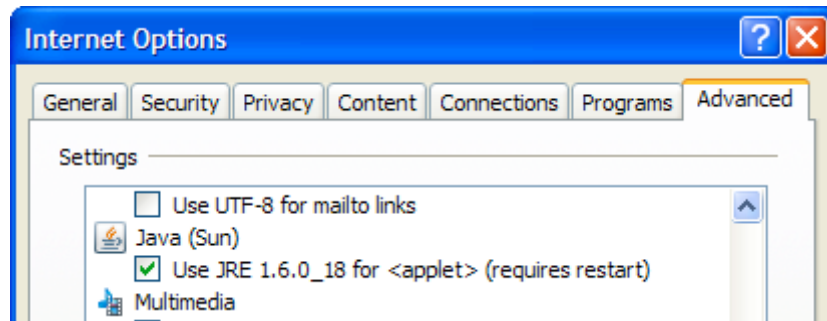 Internet Options
General Security Privacy Content Connections Programs Advanced
Settings
Use UTF-8 for mailto links
Java (Sun)
Use JRE 1.6.0_18 for <applet> (requires restart)
Multimedia